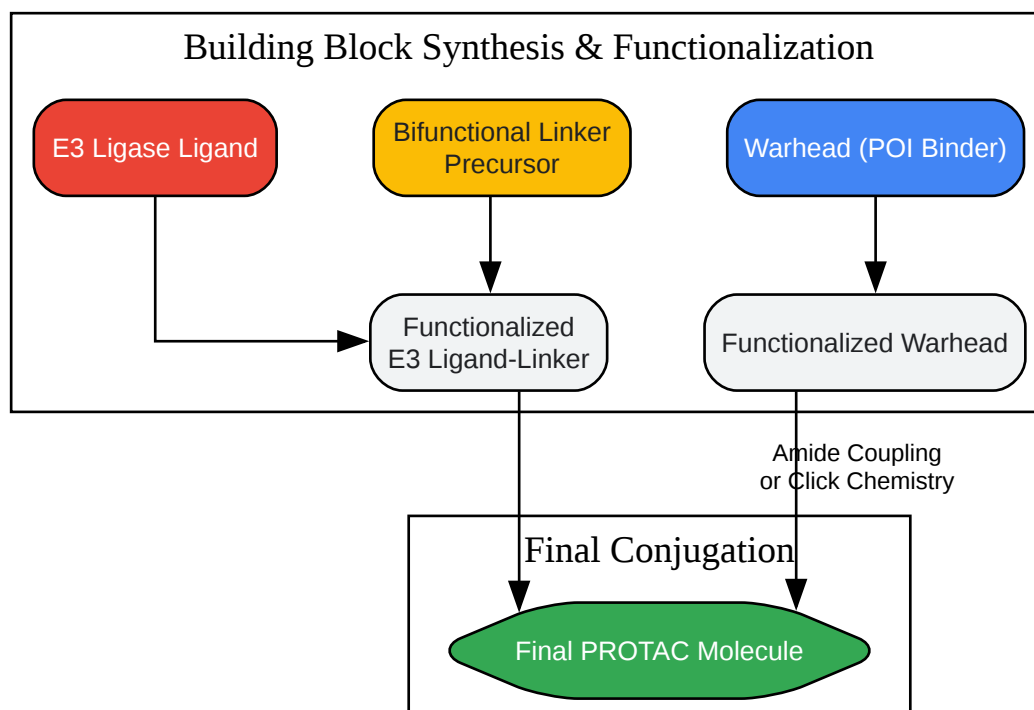 Building Block Synthesis & Functionalization
E3 Ligase Ligand
Bifunctional Linker
Precursor
Warhead (POI Binder)
Functionalized
E3 Ligand-Linker
Functionalized Warhead
Amide Coupling
or Click Chemistry
Final Conjugation
Final PROTAC Molecule